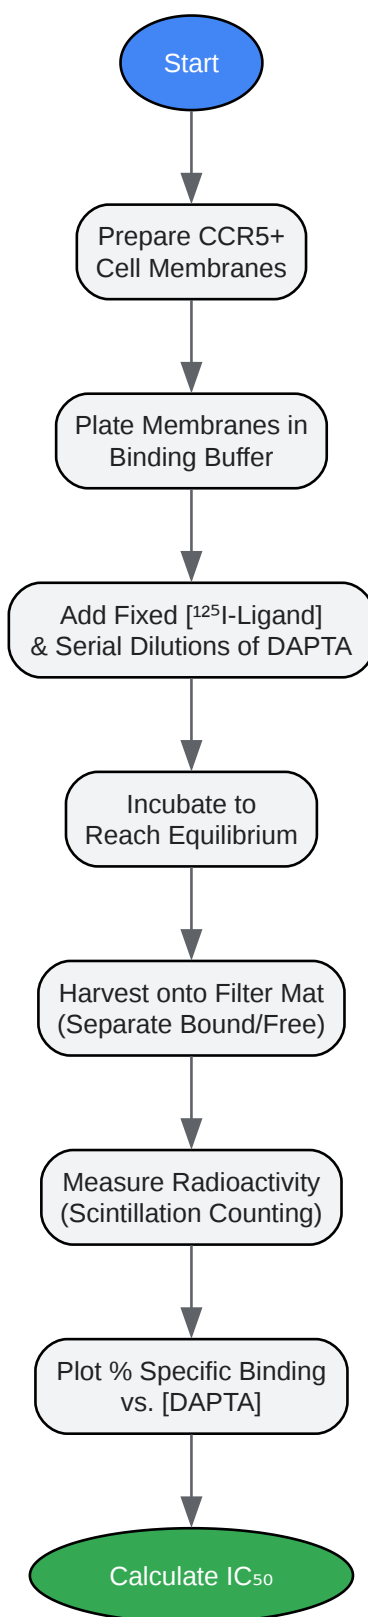 Start
Prepare CCR5+
Cell Membranes
Plate Membranes in
Binding Buffer
Add Fixed [¹²⁵I-Ligand]
& Serial Dilutions of DAPTA
Incubate to
Reach Equilibrium
Harvest onto Filter Mat
(Separate Bound/Free)
Measure Radioactivity
(Scintillation Counting)
Plot % Specific Binding
vs. [DAPTA]
Calculate IC₅₀